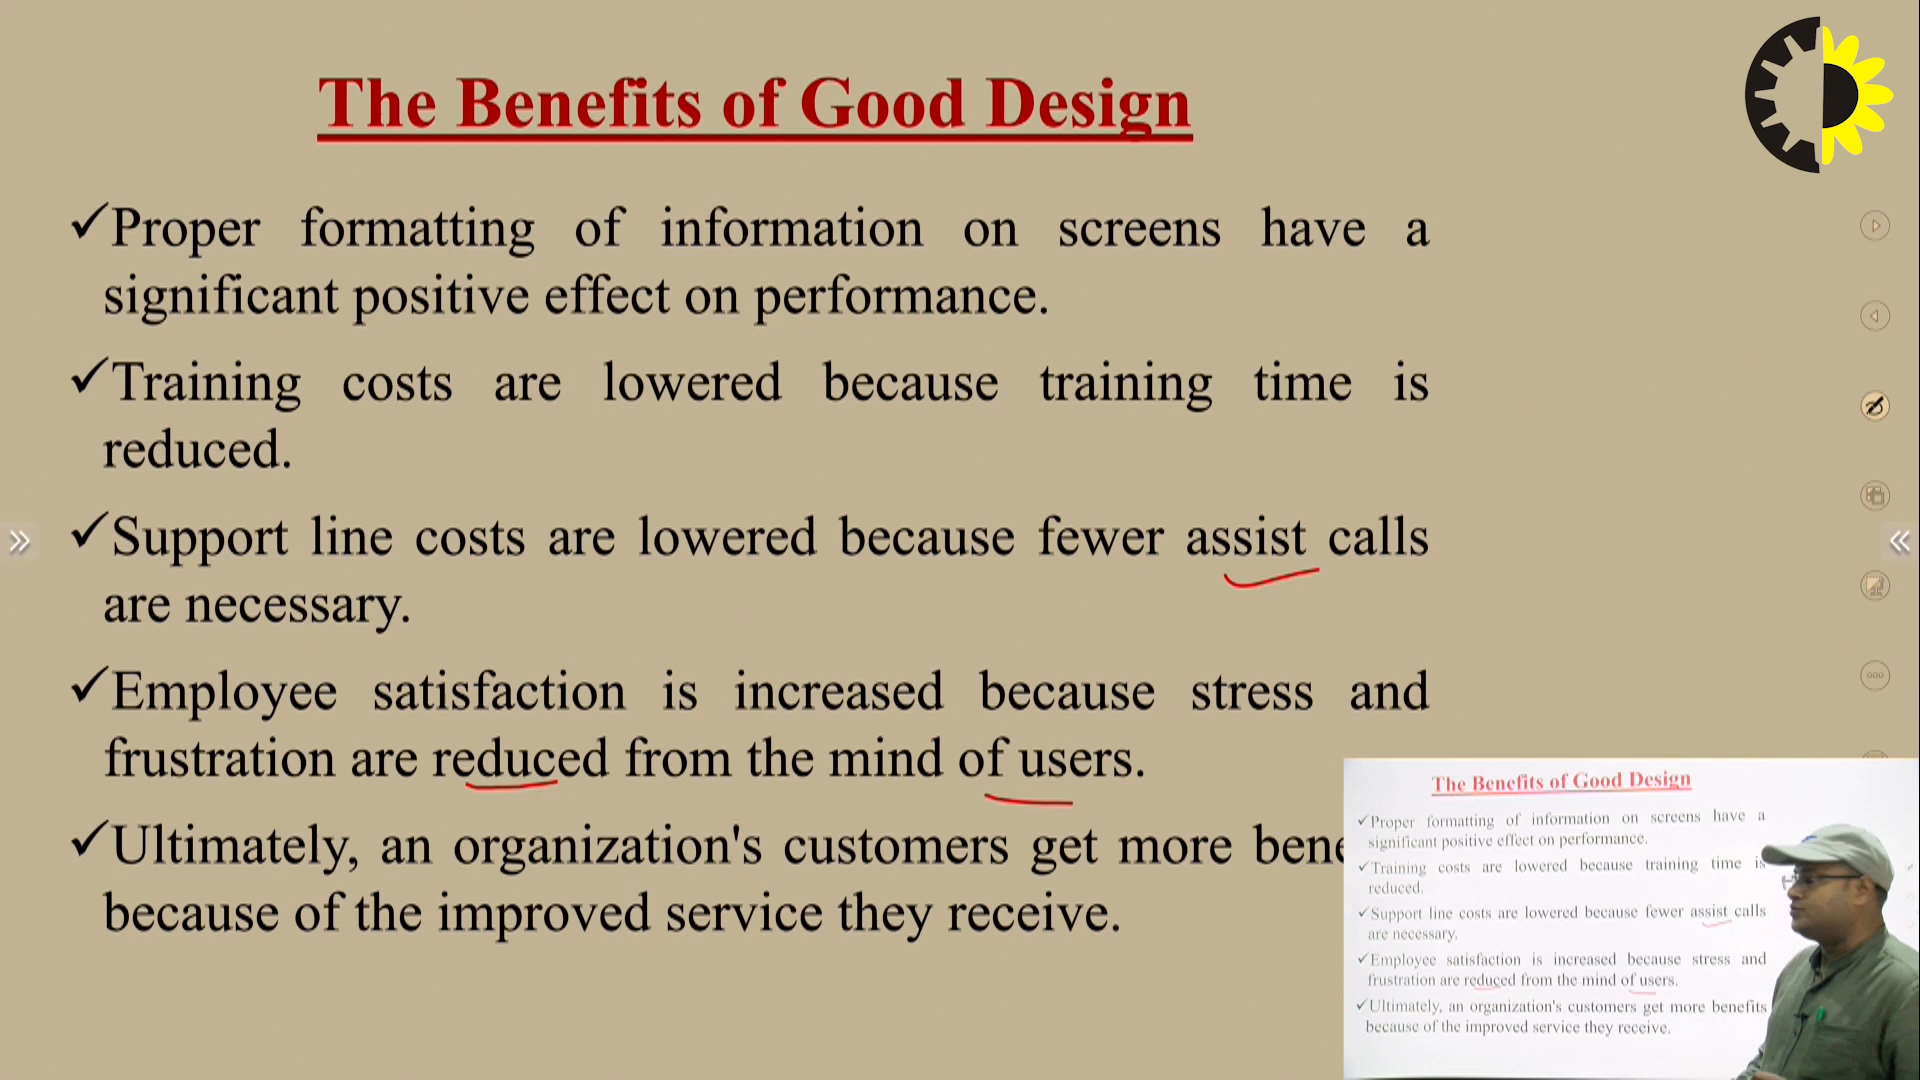 The Benefits of Good Design
✓Proper formatting of information on screens have a
significant positive effect on performance.
✓Training costs are lowered because training time is
reduced.
✓Support line costs are lowered because fewer assist calls
are necessary.
✓Employee satisfaction is increased because stress and
frustration are reduced from the mind of users.
✓Ultimately, an organization's customers get more bene
because of the improved service they receive.
The Benefits of Good Design
✓Proper formatting of information on screens have a
significant positive effect on performance.
✓Training costs are lowered because training time is
reduced.
✓Support line costs are lowered because fewer assist calls
are necessary.
✓Employee satisfaction is increased because stress and
frustration are reduced from the mind of users.
✓Ultimately, an organization's customers get more benefits
because of the improved service they receive.